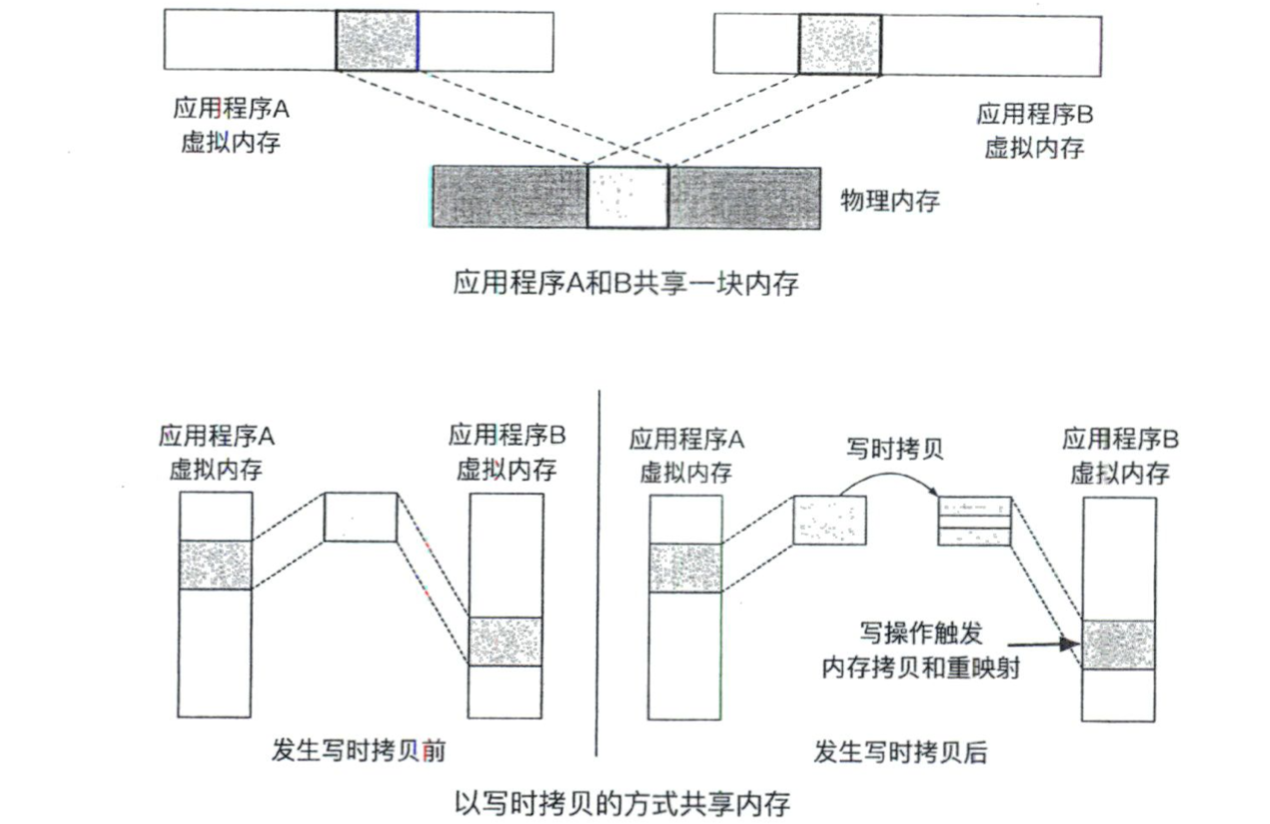 应用程序A
虚拟内存
应用程序B
虚拟内存
物理内存
应用程序A和B共享一块内存
应用程序A
虚拟内存
应用程序B
虚拟内存
发生写时拷贝前
应用程序A
虚拟内存
写时拷贝
应用程序B
虚拟内存
写操作触发
内存拷贝和重映射
发生写时拷贝后
以写时拷贝的方式共享内存